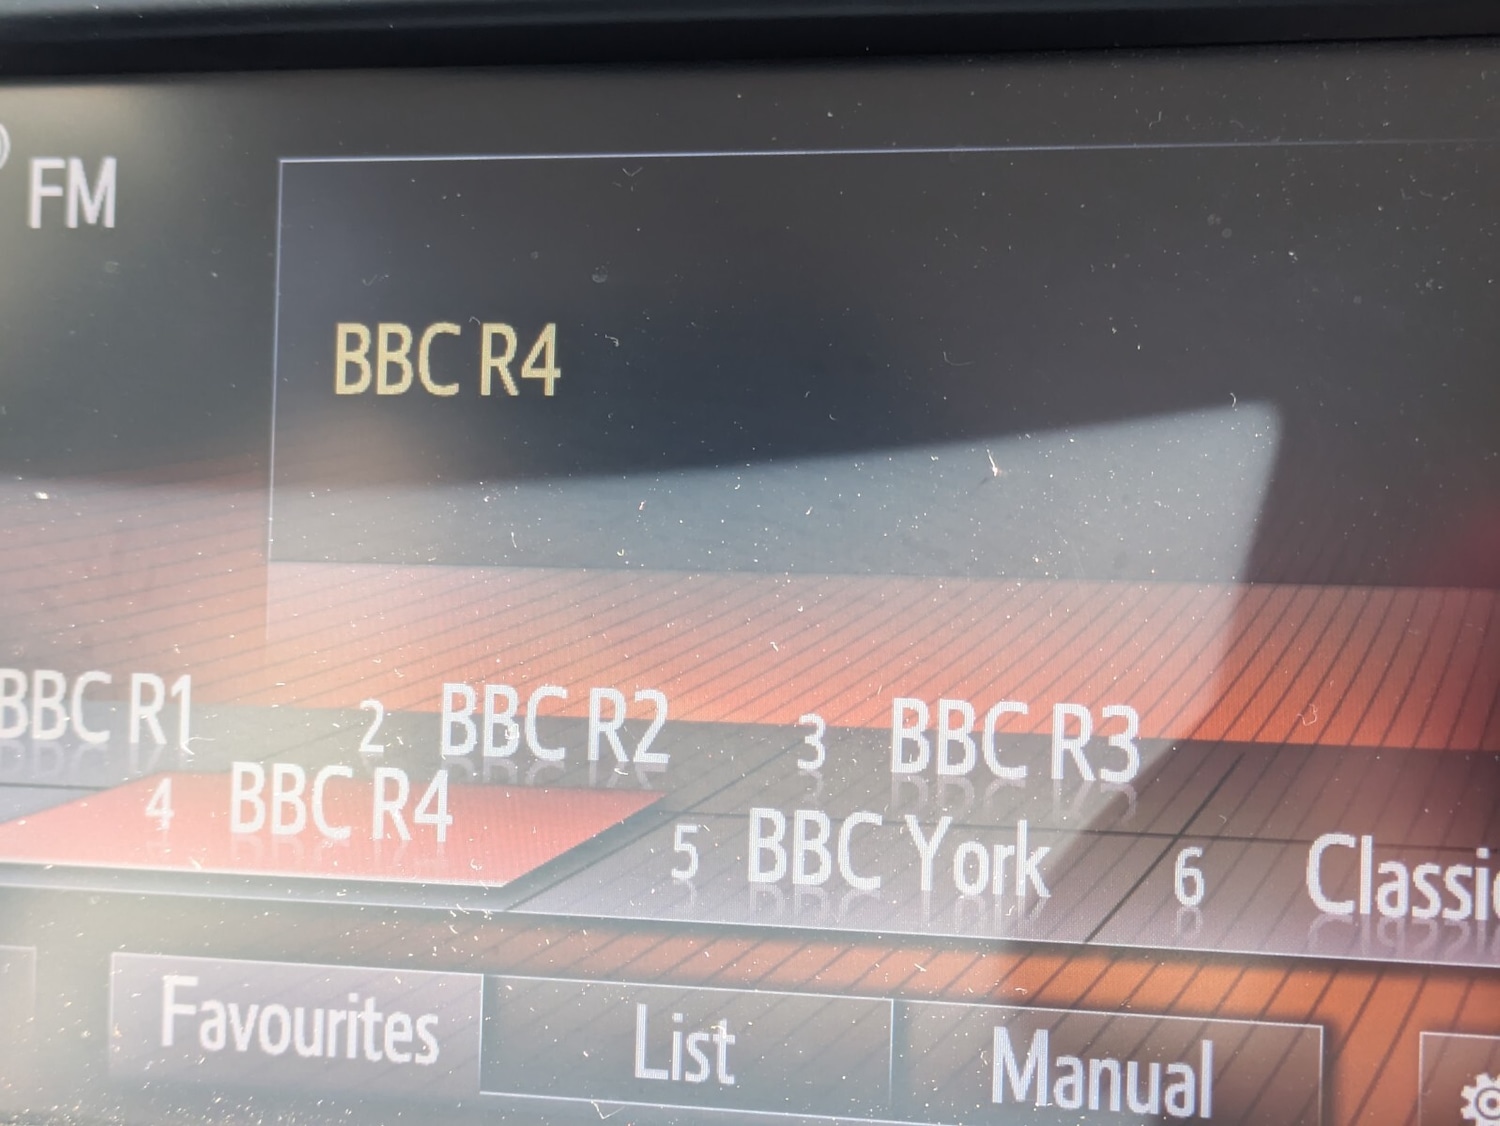 FM
BBC R4
BBC R1 2 BBC R2 3 BBC R3
4 BBC R4 5 BBC York 6 Classic
Favourites List Manual